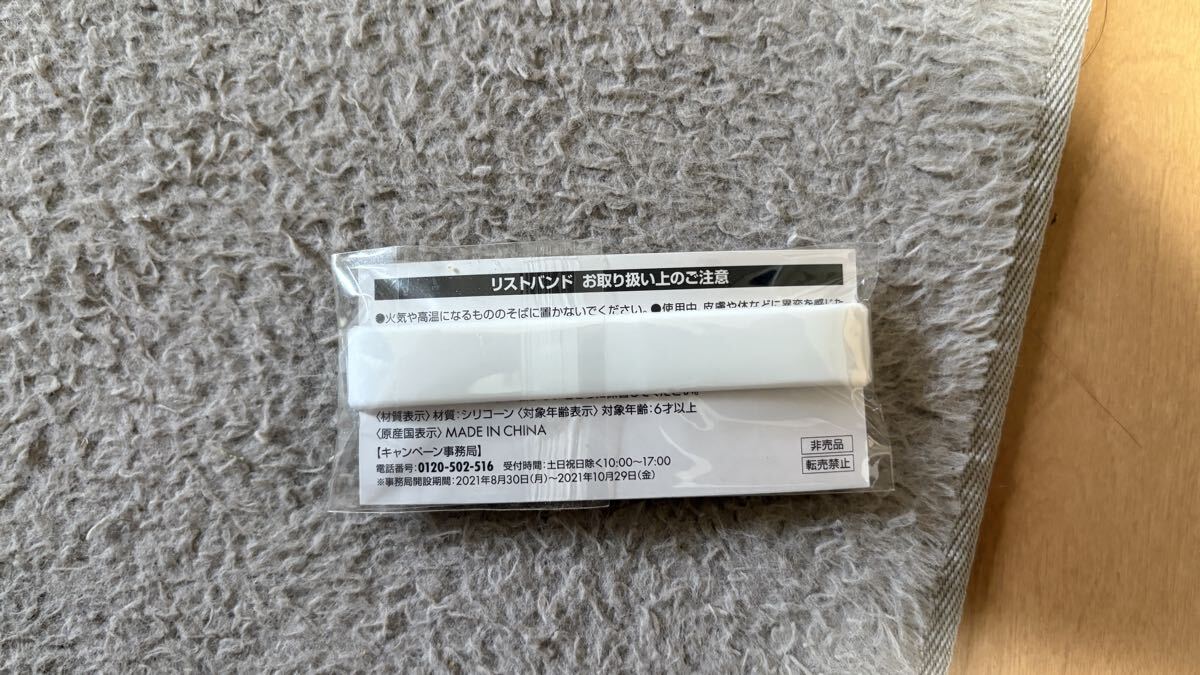 リストバンド お取り扱い上のご注意
●火気や高温になるもののそばに置かないでください。●使用中、皮膚や体などに異変を感じた
〈材質表示〉材質：シリコーン〈対象年齢表示〉対象年齢：6才以上
〈原産国表示〉MADE IN CHINA
【キャンペーン事務局】
電話番号：0120-502-516 受付時間：土日祝日除く10:00〜17:00
※事務局開設期間：2021年8月30日（月）〜2021年10月29日（金）
非売品
転売禁止